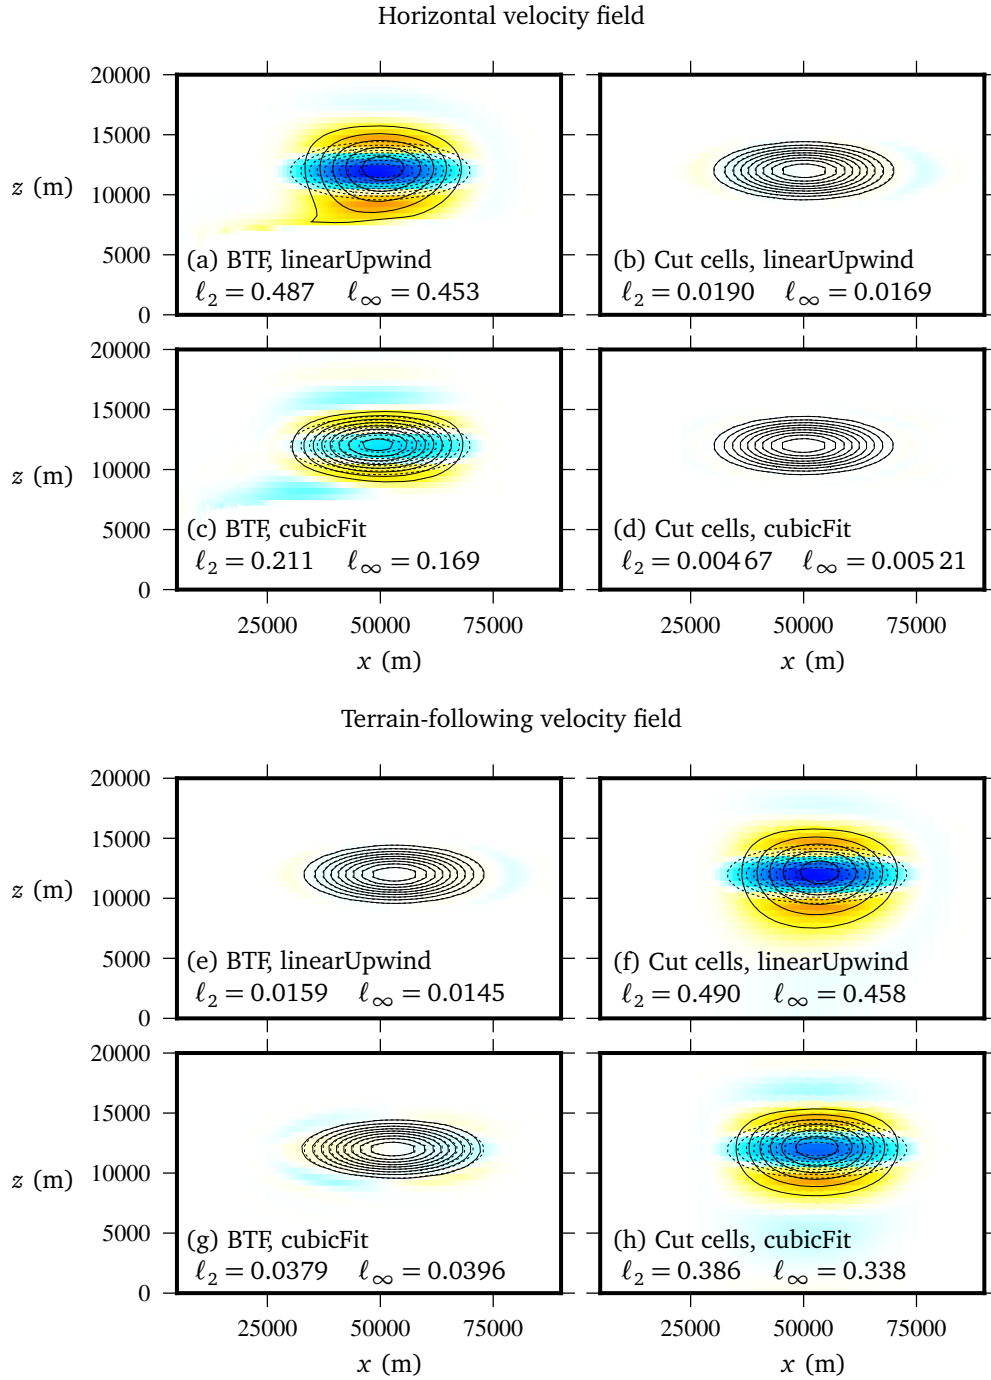 Horizontal velocity field
20000
15000
z (m)
10000
5000
0
(a) BTF, linearUpwind
ℓ₂ = 0.487 ℓ∞ = 0.453
(b) Cut cells, linearUpwind
ℓ₂ = 0.0190 ℓ∞ = 0.0169
20000
15000
z (m)
10000
5000
0
(c) BTF, cubicFit
ℓ₂ = 0.211 ℓ∞ = 0.169
(d) Cut cells, cubicFit
ℓ₂ = 0.00467 ℓ∞ = 0.00521
25000 50000 75000
x (m)
25000 50000 75000
x (m)
Terrain-following velocity field
20000
15000
z (m)
10000
5000
0
(e) BTF, linearUpwind
ℓ₂ = 0.0159 ℓ∞ = 0.0145
(f) Cut cells, linearUpwind
ℓ₂ = 0.490 ℓ∞ = 0.458
20000
15000
z (m)
10000
5000
0
(g) BTF, cubicFit
ℓ₂ = 0.0379 ℓ∞ = 0.0396
(h) Cut cells, cubicFit
ℓ₂ = 0.386 ℓ∞ = 0.338
25000 50000 75000
x (m)
25000 50000 75000
x (m)